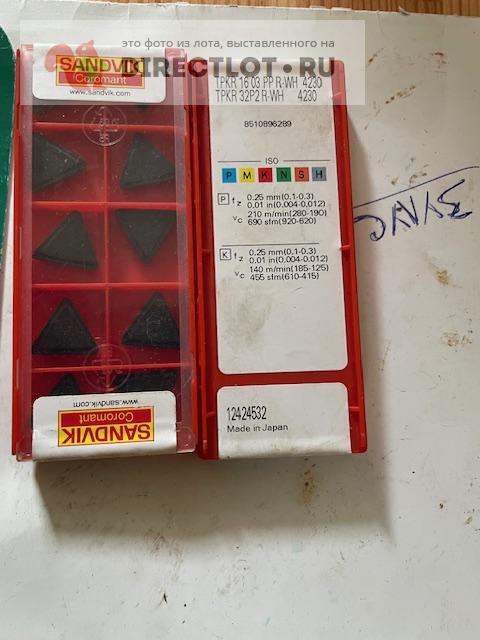 это фото из лота, выставленного на
DIRECTLOT.RU
SANDVIK
Coromant
www.sandvik.com
www.sandvik.com
SANDVIK
Coromant
TPKR 16 03 PP R-WH 4230
TPKR 32P2 R-WH 4230
8510896289
ISO
P M K N S H
P fz 0.25 mm(0.1-0.3)
0.01 in(0.004-0,012)
vc 210 m/min(280-190)
690 sfm(920-620)
K fz 0.25 mm(0.1-0.3)
0.01 in(0.004-0,012)
vc 140 m/min(185-125)
455 sfm(610-415)
12424532
Made in Japan